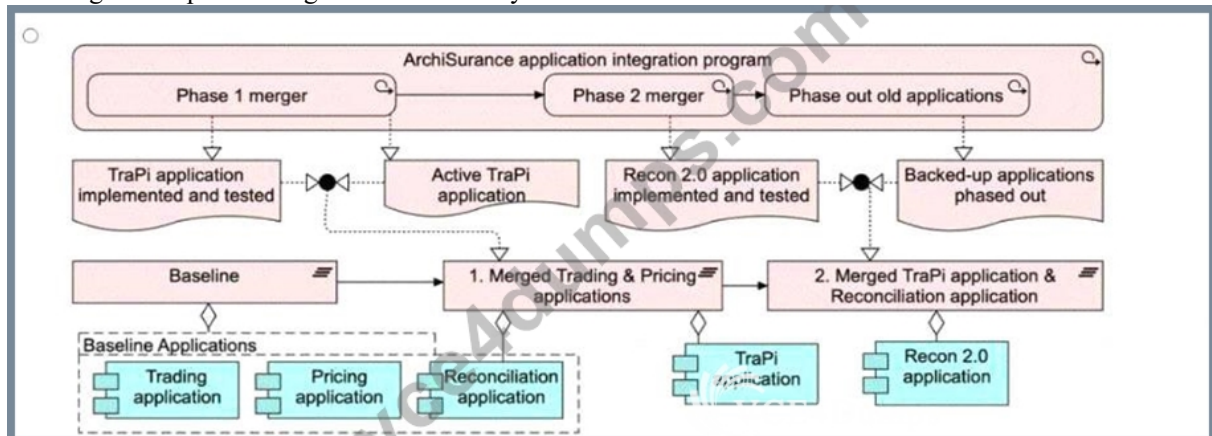 ArchiSurance application integration program
Phase 1 merger
Phase 2 merger
Phase out old applications
TraPi application
implemented and tested
Active TraPi
application
Recon 2.0 application
implemented and tested
Backed-up applications
phased out
Baseline
1. Merged Trading & Pricing
applications
2. Merged TraPi application &
Reconciliation application
Baseline Applications
Trading
application
Pricing
application
Reconciliation
application
TraPi
application
Recon 2.0
application